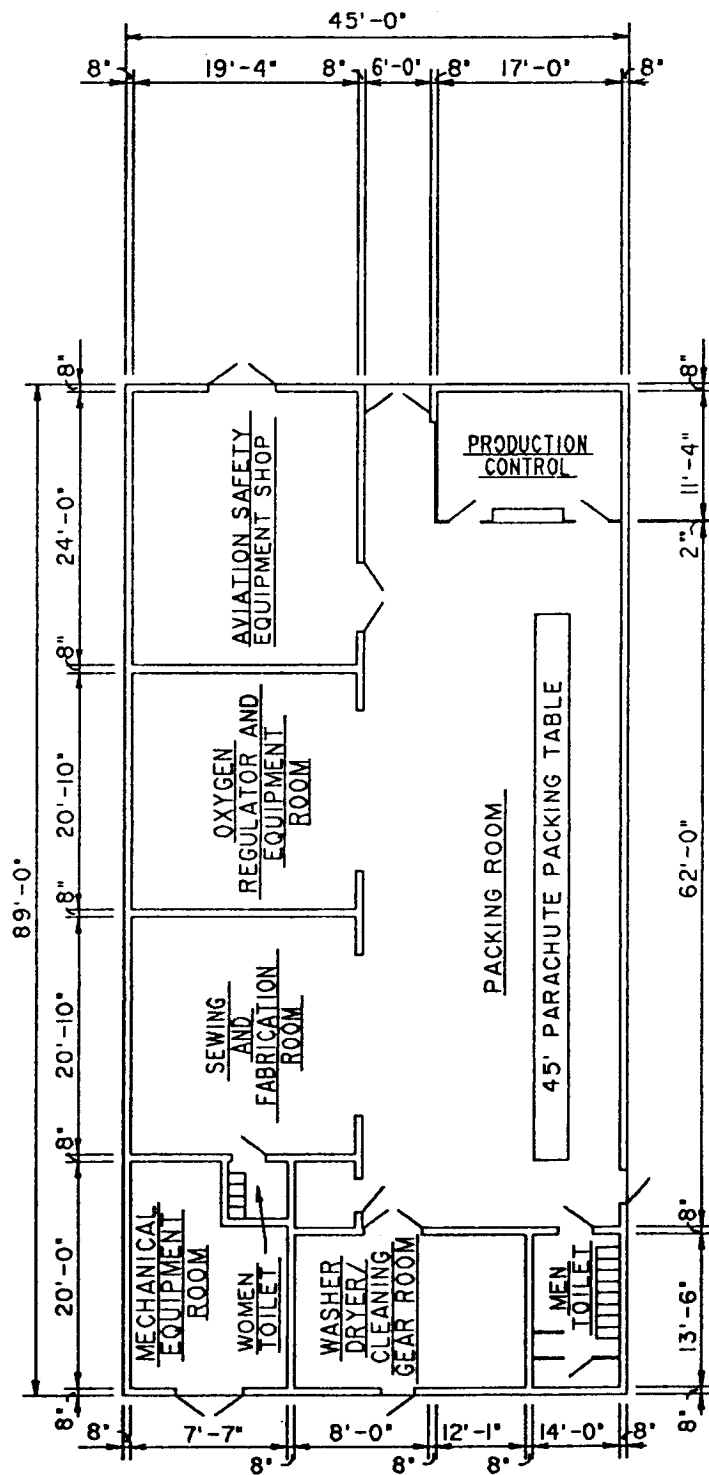 45'-0"
8" 19'-4" 8" 6'-0" 8" 17'-0" 8"
8"
8"
PRODUCTION
CONTROL
11'-4"
AVIATION SAFETY
EQUIPMENT SHOP
24'-0"
2"
8"
OXYGEN
REGULATOR AND
EQUIPMENT
ROOM
20'-10"
PACKING ROOM
45' PARACHUTE PACKING TABLE
62'-0"
89'-0"
8"
SEWING
AND
FABRICATION
ROOM
20'-10"
8"
8"
MECHANICAL
EQUIPMENT
ROOM
WOMEN
TOILET
WASHER
DRYER/
CLEANING
GEAR ROOM
MEN
TOILET
20'-0"
13'-6"
8"
8"
8" 7'-7" 8'-0" 12'-1" 14'-0" 8"
8" 8" 8"